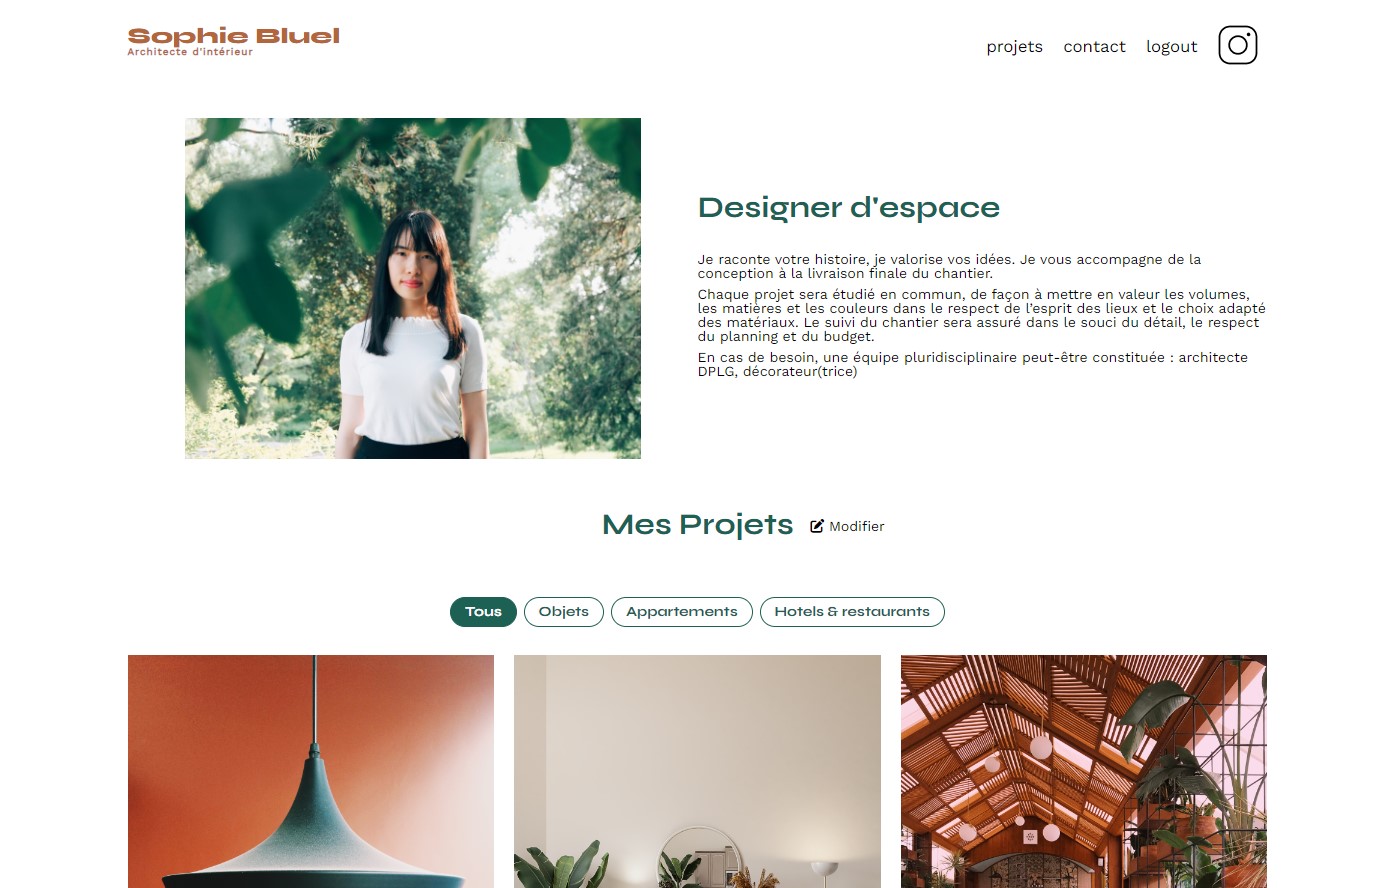 Sophie Bluel
Architecte d'intérieur
projets
contact
logout
Designer d'espace
Je raconte votre histoire, je valorise vos idées. Je vous accompagne de la
conception à la livraison finale du chantier.
Chaque projet sera étudié en commun, de façon à mettre en valeur les volumes,
les matières et les couleurs dans le respect de l’esprit des lieux et le choix adapté
des matériaux. Le suivi du chantier sera assuré dans le souci du détail, le respect
du planning et du budget.
En cas de besoin, une équipe pluridisciplinaire peut-être constituée : architecte
DPLG, décorateur(trice)
Mes Projets
Modifier
Tous
Objets
Appartements
Hotels & restaurants